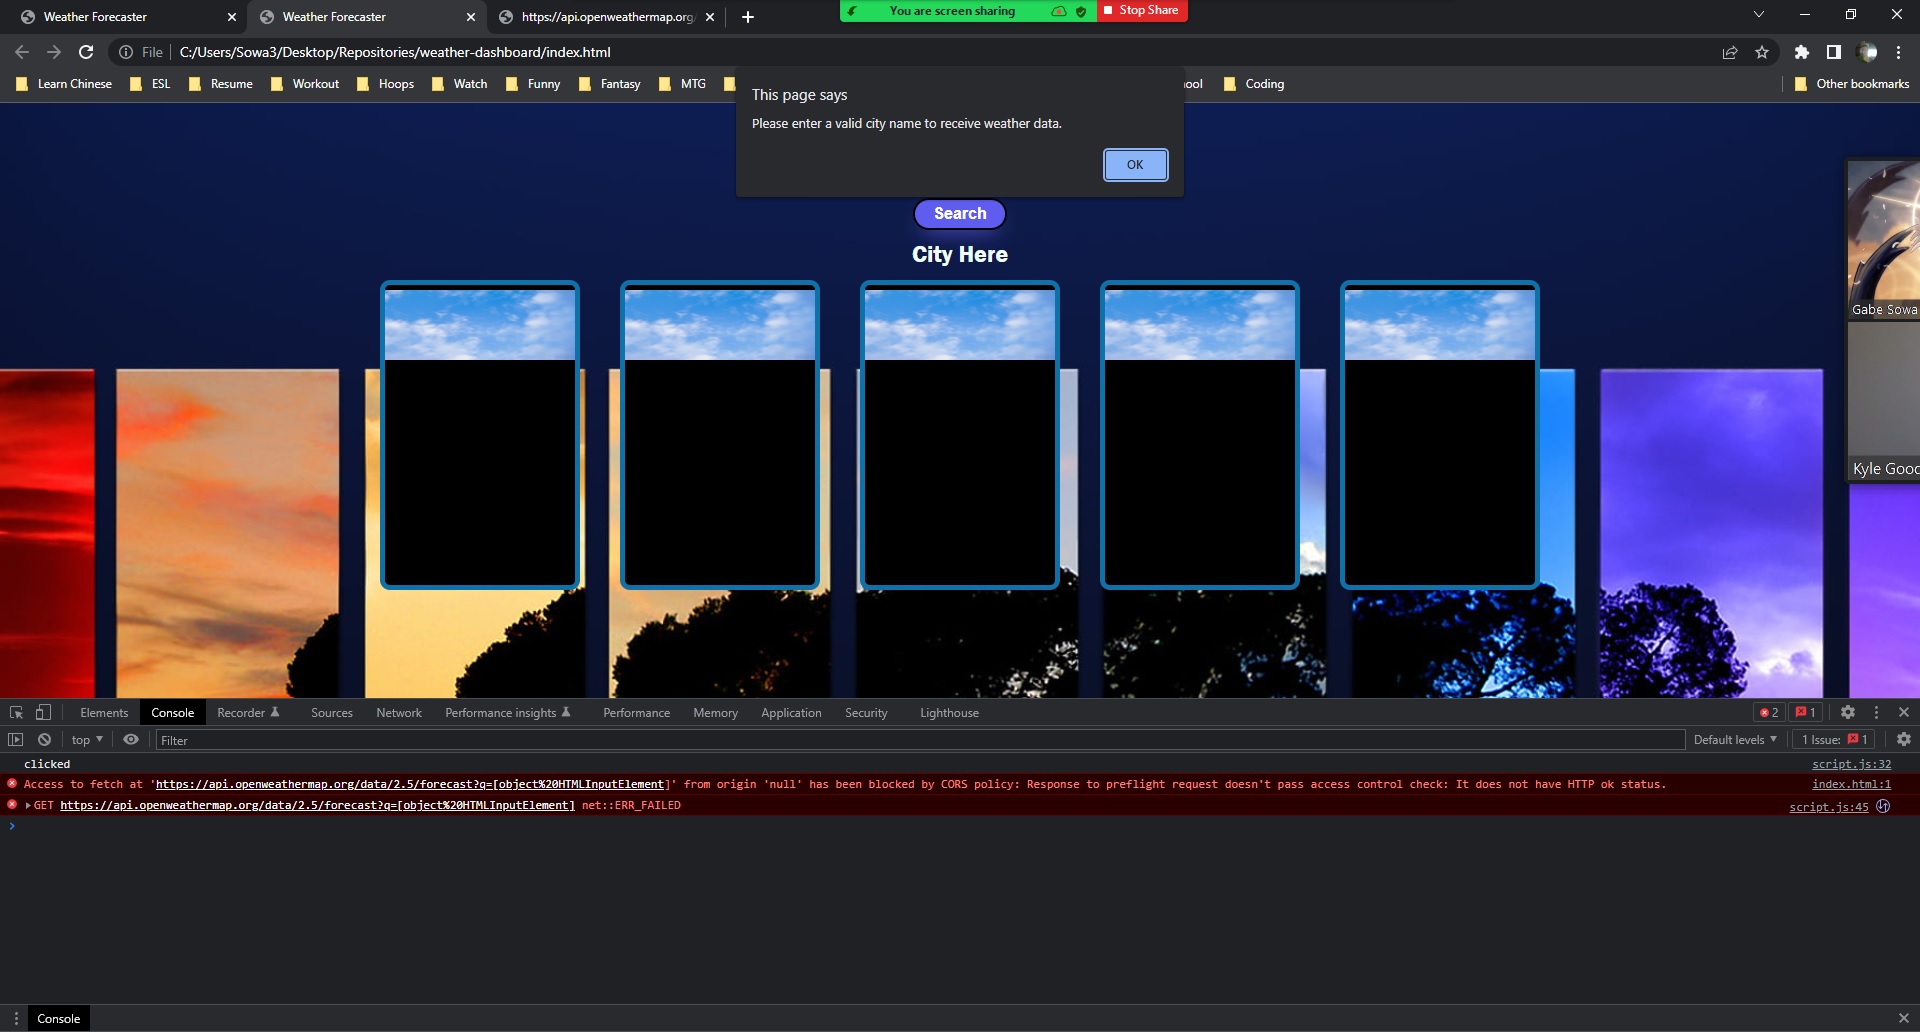 Weather Forecaster
Weather Forecaster
https://api.openweathermap.org/
You are screen sharing
Stop Share
File
C:/Users/Sowa3/Desktop/Repositories/weather-dashboard/index.html
Learn Chinese
ESL
Resume
Workout
Hoops
Watch
Funny
Fantasy
MTG
ool
Coding
Other bookmarks
This page says
Please enter a valid city name to receive weather data.
OK
Search
City Here
Gabe Sowa
Kyle Good
Elements
Console
Recorder
Sources
Network
Performance insights
Performance
Memory
Application
Security
Lighthouse
2
1
top
Filter
Default levels
1 Issue:
1
clicked
script.js:32
Access to fetch at 'https://api.openweathermap.org/data/2.5/forecast?q=[object%20HTMLInputElement]' from origin 'null' has been blocked by CORS policy: Response to preflight request doesn't pass access control check: It does not have HTTP ok status.
index.html:1
GET https://api.openweathermap.org/data/2.5/forecast?q=[object%20HTMLInputElement] net::ERR_FAILED
script.js:45
Console